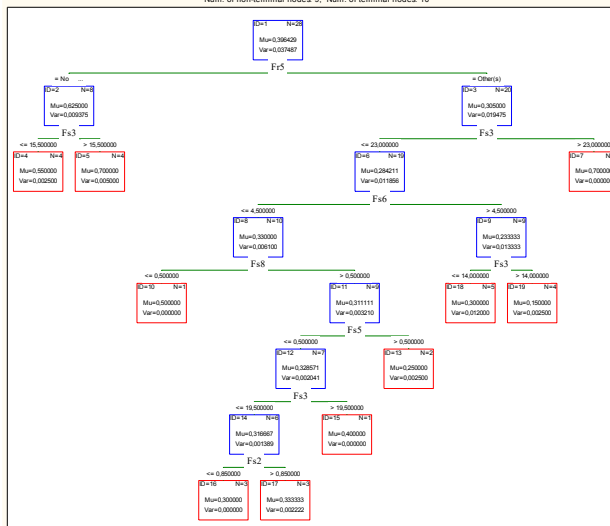 Num. of non-terminal nodes: 9, Num. of terminal nodes: 10
ID=1 N=28
Mu=0,396429
Var=0,037487
Fr5
= No ... = Other(s)
ID=2 N=8 ID=3 N=20
Mu=0,625000 Mu=0,305000
Var=0,009375 Var=0,019475
Fs3 Fs3
<= 15,500000 > 15,500000 <= 23,000000 > 23,000000
ID=4 N=4 ID=5 N=4 ID=6 N=19 ID=7
Mu=0,550000 Mu=0,700000 Mu=0,284211 Mu=0,700000
Var=0,002500 Var=0,005000 Var=0,011856 Var=0,00000
Fs6
<= 4,500000 > 4,500000
ID=8 N=10 ID=9 N=9
Mu=0,330000 Mu=0,233333
Var=0,006100 Var=0,013333
Fs8 Fs3
<= 0,500000 > 0,500000 <= 14,000000 > 14,000000
ID=10 N=1 ID=11 N=9 ID=18 N=5 ID=19 N=4
Mu=0,500000 Mu=0,311111 Mu=0,300000 Mu=0,150000
Var=0,000000 Var=0,003210 Var=0,012000 Var=0,002500
Fs5
<= 0,500000 > 0,500000
ID=12 N=7 ID=13 N=2
Mu=0,328571 Mu=0,250000
Var=0,002041 Var=0,002500
Fs3
<= 19,500000 > 19,500000
ID=14 N=6 ID=15 N=1
Mu=0,316667 Mu=0,400000
Var=0,001389 Var=0,000000
Fs2
<= 0,850000 > 0,850000
ID=16 N=3 ID=17 N=3
Mu=0,300000 Mu=0,333333
Var=0,000000 Var=0,002222